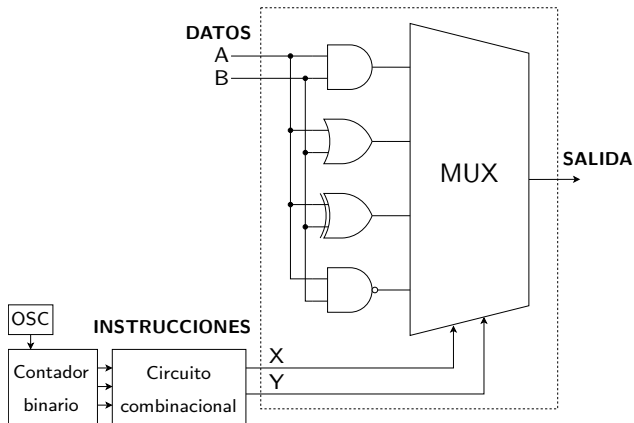 DATOS
A
B
MUX
SALIDA
OSC
INSTRUCCIONES
X
Y
Contador
binario
Circuito
combinacional